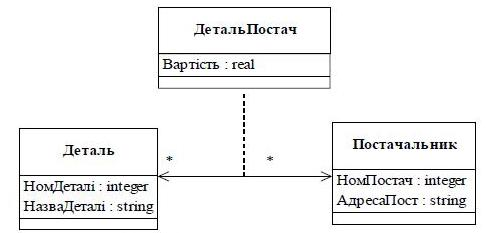 ДетальПостач
Вартість : real
Деталь
НомДеталі : integer
НазваДеталі : string
*
*
Постачальник
НомПостач : integer
АдресаПост : string